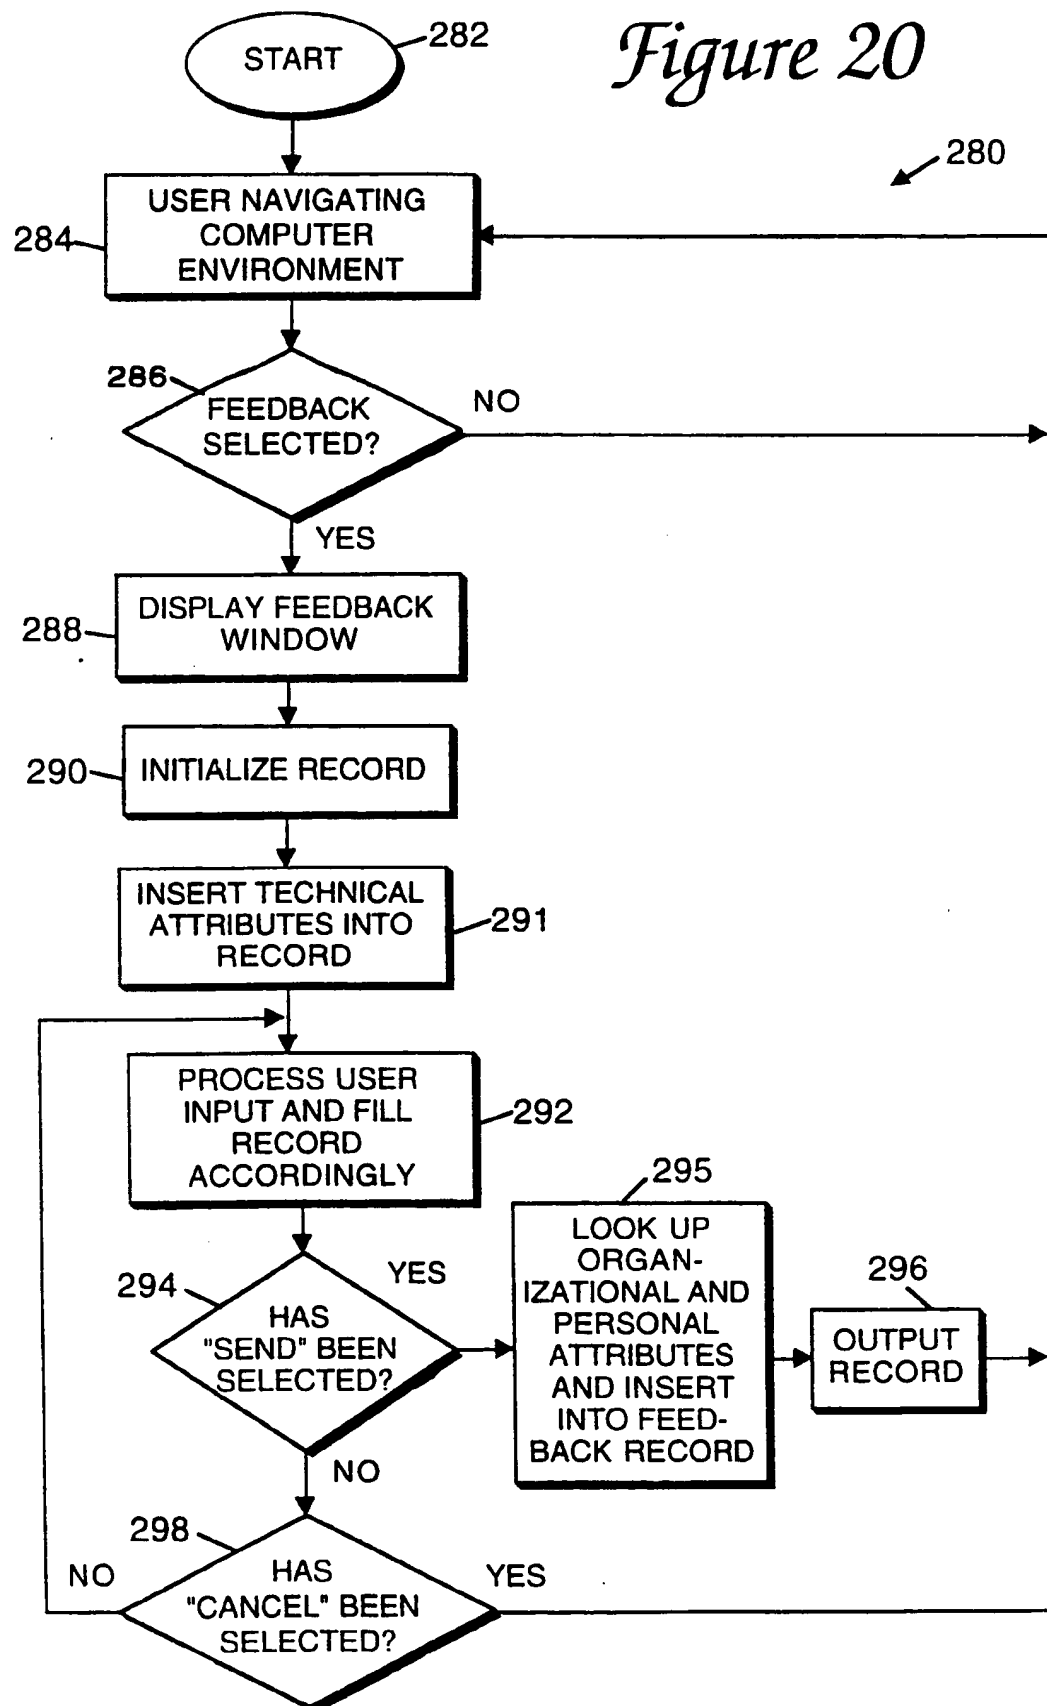 Figure 20
START
282
280
USER NAVIGATING
COMPUTER
ENVIRONMENT
284
286
FEEDBACK
SELECTED?
NO
YES
DISPLAY FEEDBACK
WINDOW
288
INITIALIZE RECORD
290
INSERT TECHNICAL
ATTRIBUTES INTO
RECORD
291
PROCESS USER
INPUT AND FILL
RECORD
ACCORDINGLY
292
294
HAS
"SEND" BEEN
SELECTED?
YES
NO
295
LOOK UP
ORGAN-
IZATIONAL AND
PERSONAL
ATTRIBUTES
AND INSERT
INTO FEED-
BACK RECORD
296
OUTPUT
RECORD
298
HAS
"CANCEL" BEEN
SELECTED?
NO
YES